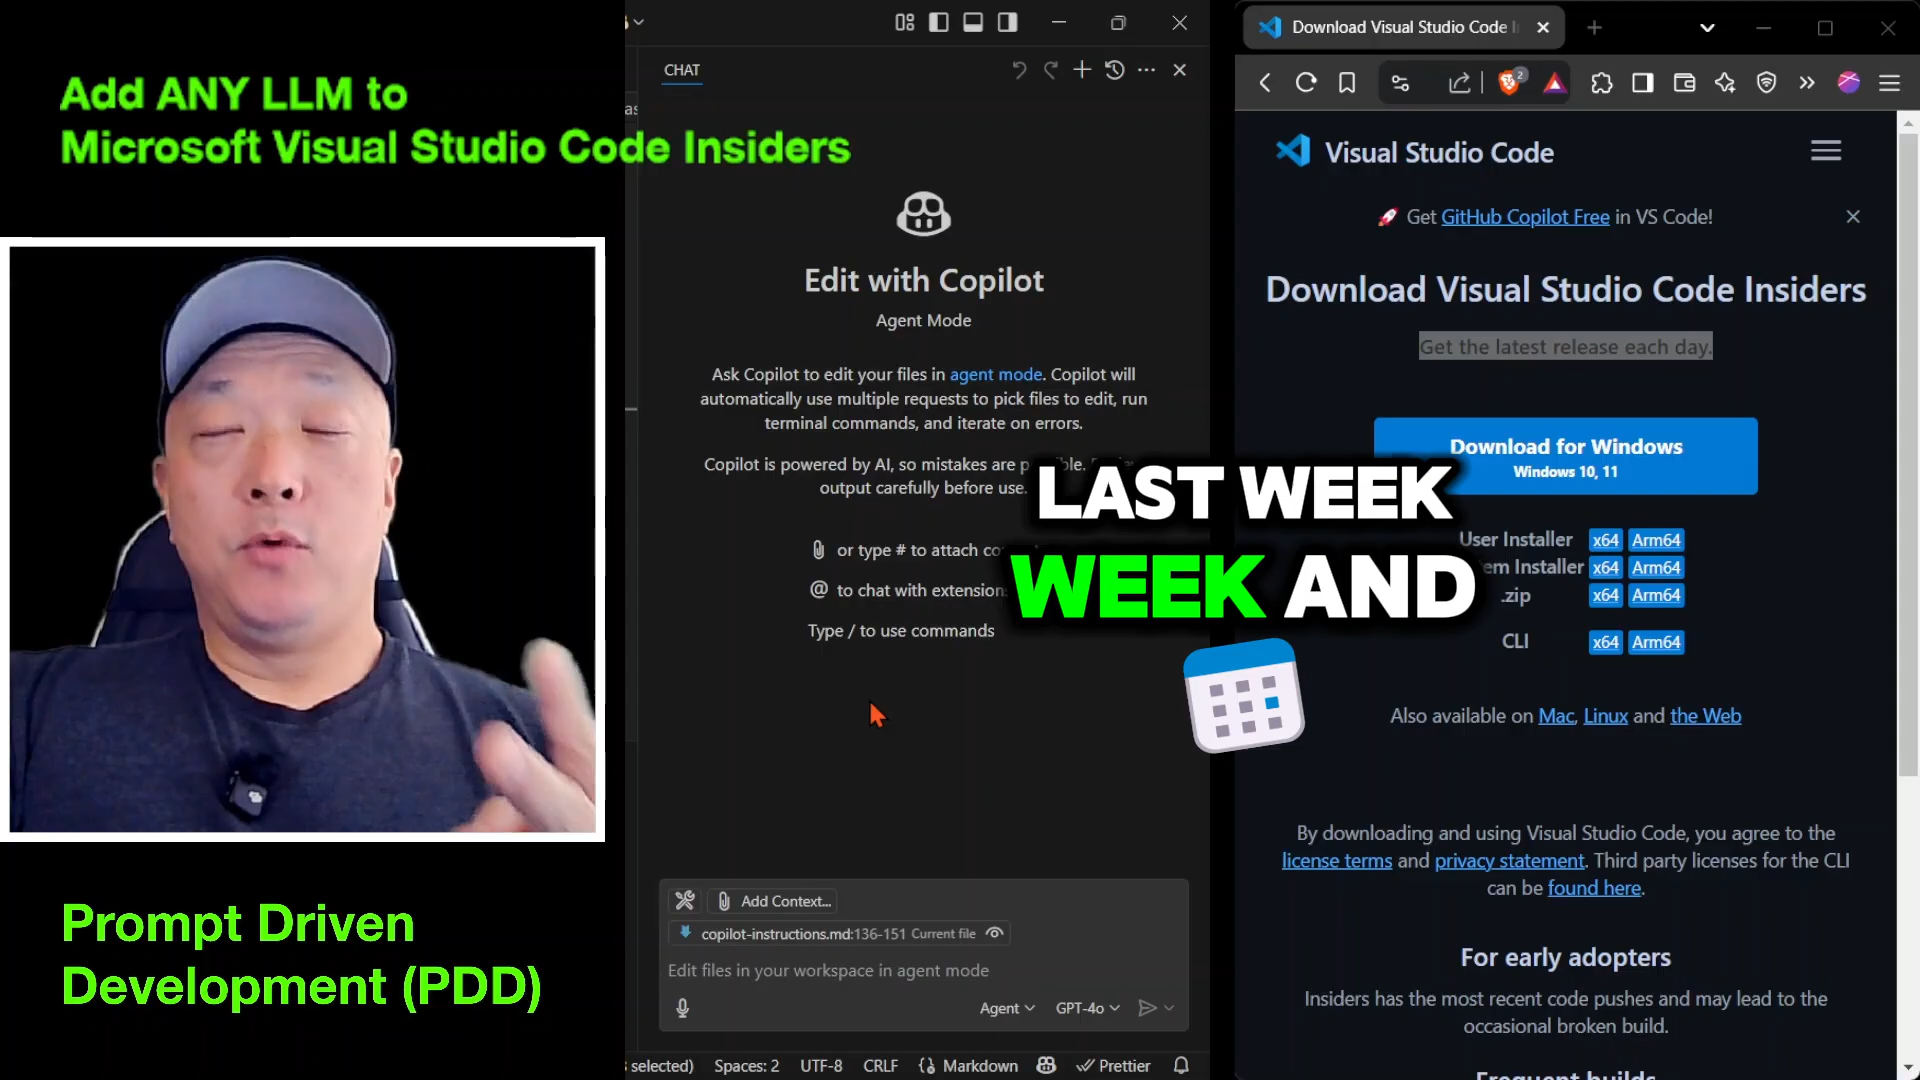 Add ANY LLM to
Microsoft Visual Studio Code Insiders
Prompt Driven
Development (PDD)
CHAT
Edit with Copilot
Agent Mode
Ask Copilot to edit your files in agent mode. Copilot will
automatically use multiple requests to pick files to edit, run
terminal commands, and iterate on errors.
Copilot is powered by AI, so mistakes are
output carefully before use.
or type # to attach
@ to chat with extension
Type / to use commands
Add Context...
copilot-instructions.md:136-151 Current file
Edit files in your workspace in agent mode
Agent GPT-4o
selected) Spaces: 2 UTF-8 CRLF Markdown Prettier
LAST WEEK
WEEK AND
Download Visual Studio Code
2
Visual Studio Code
Get GitHub Copilot Free in VS Code!
Download Visual Studio Code Insiders
Get the latest release each day.
Download for Windows
Windows 10, 11
User Installer x64 Arm64
Installer x64 Arm64
.zip x64 Arm64
CLI x64 Arm64
Also available on Mac, Linux and the Web
By downloading and using Visual Studio Code, you agree to the
license terms and privacy statement. Third party licenses for the CLI
can be found here.
For early adopters
Insiders has the most recent code pushes and may lead to the
occasional broken build.
Frequent builds